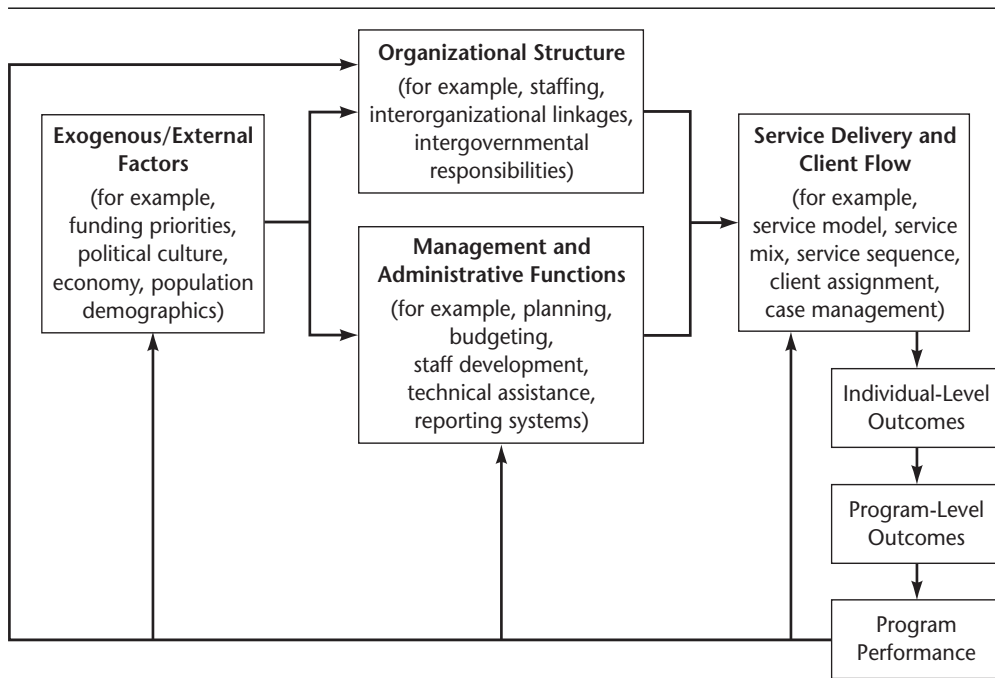 Organizational Structure
(for example, staffing,
interorganizational linkages,
intergovernmental
responsibilities)
Exogenous/External
Factors
(for example,
funding priorities,
political culture,
economy, population
demographics)
Management and
Administrative Functions
(for example, planning,
budgeting,
staff development,
technical assistance,
reporting systems)
Service Delivery and
Client Flow
(for example,
service model, service
mix, service sequence,
client assignment,
case management)
Individual-Level
Outcomes
Program-Level
Outcomes
Program
Performance